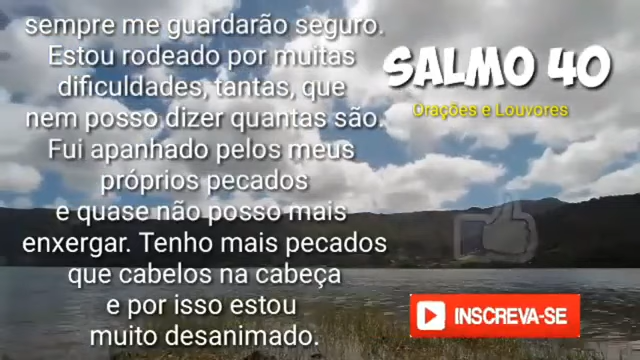 sempre me guardarão seguro.
Estou rodeado por muitas
dificuldades, tantas, que
nem posso dizer quantas são.
Fui apanhado pelos meus
próprios pecados
e quase não posso mais
enxergar. Tenho mais pecados
que cabelos na cabeça
e por isso estou
muito desanimado.
SALMO 40
Orações e Louvores
INSCREVA-SE